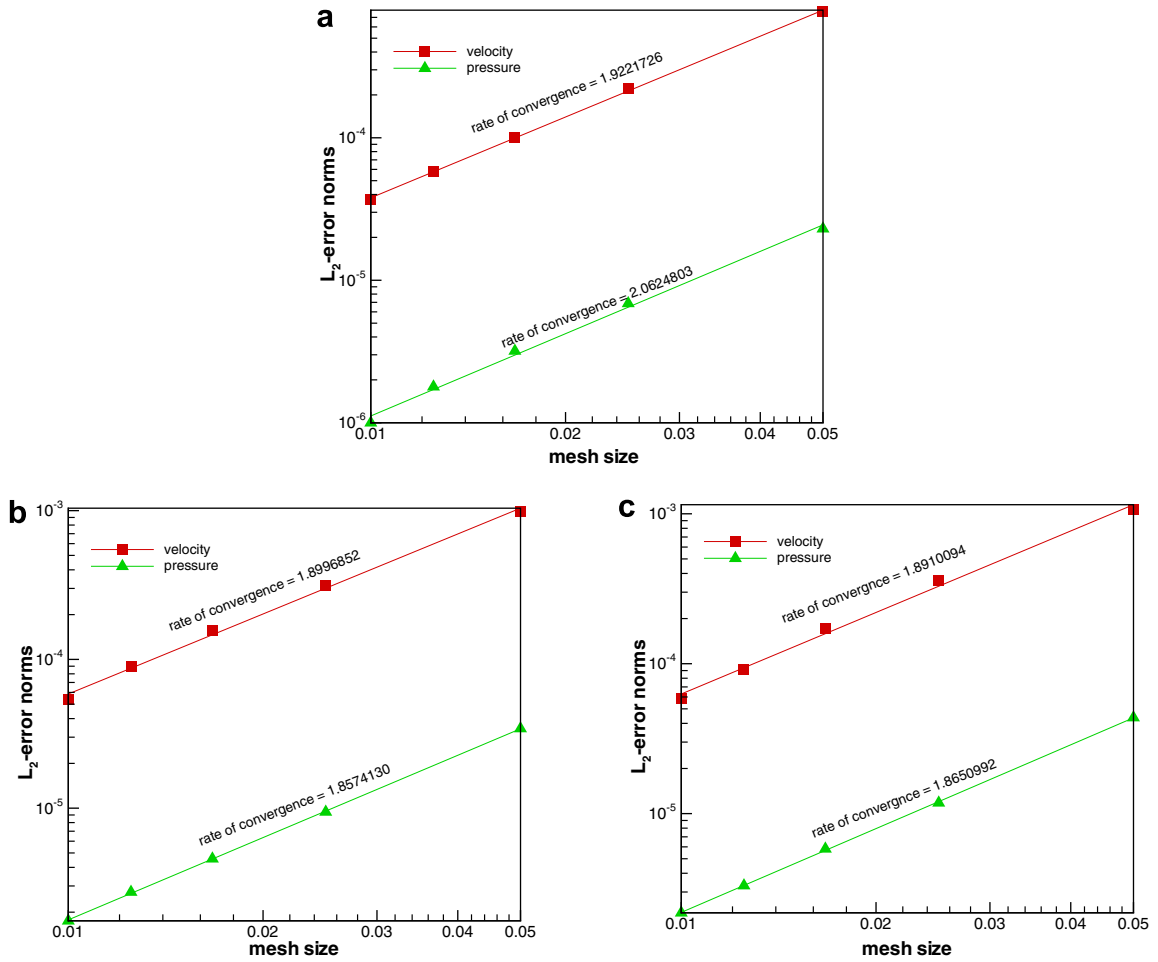 a
velocity
pressure
rate of convergence = 1.9221726
rate of convergence = 2.0624803
L2-error norms
10-4
10-5
10-6
0.01 0.02 0.03 0.04 0.05
mesh size
b
velocity
pressure
rate of convergence = 1.8996852
rate of convergence = 1.8574130
L2-error norms
10-3
10-4
10-5
0.01 0.02 0.03 0.04 0.05
mesh size
c
velocity
pressure
rate of convergnce = 1.8910094
rate of convergnce = 1.8650992
L2-error norms
10-3
10-4
10-5
0.01 0.02 0.03 0.04 0.05
mesh size